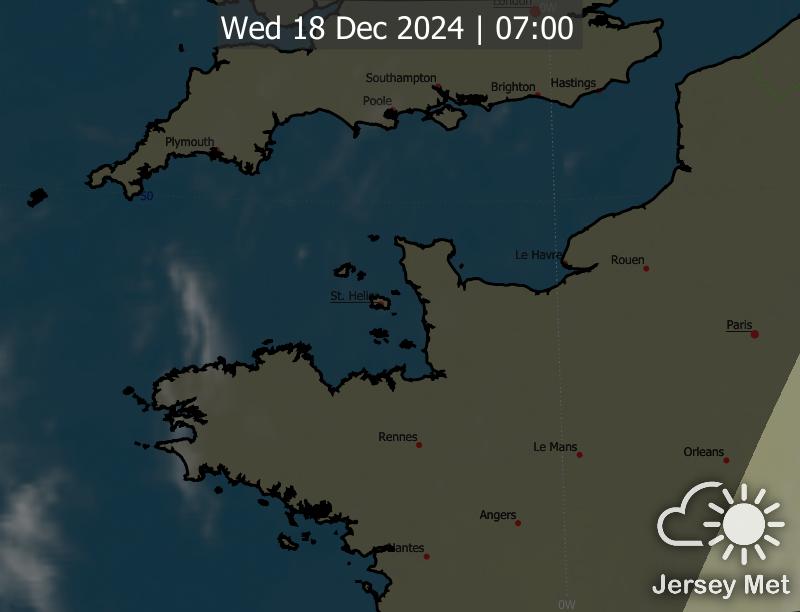 London
0W
Wed 18 Dec 2024 | 07:00
Southampton
Brighton
Hastings
Poole
Plymouth
50
Le Havre
Rouen
St. Helier
Paris
Rennes
Le Mans
Orleans
Angers
Nantes
Jersey Met
0W